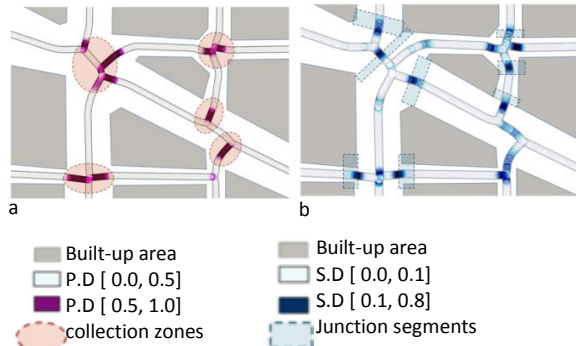 a
b
Built-up area
P.D [ 0.0, 0.5]
P.D [ 0.5, 1.0]
collection zones
Built-up area
S.D [ 0.0, 0.1]
S.D [ 0.1, 0.8]
Junction segments